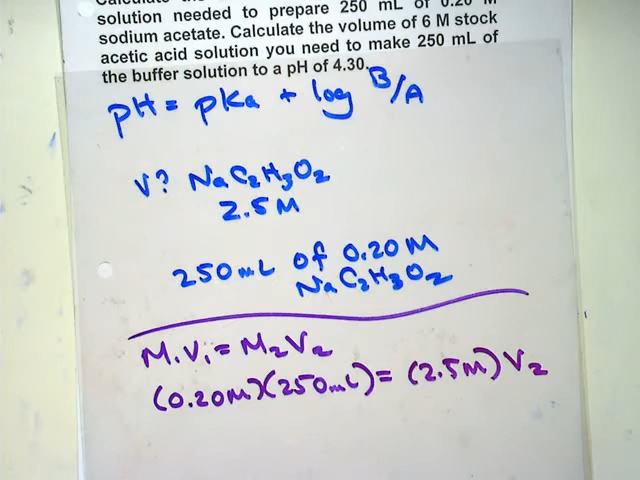 solution needed to prepare 250 mL of 0.20 M
sodium acetate. Calculate the volume of 6 M stock
acetic acid solution you need to make 250 mL of
the buffer solution to a pH of 4.30.
pH = pKa + log B/A
V? NaC₂H₃O₂
2.5M
250mL of 0.20M
NaC₂H₃O₂
M₁V₁ = M₂V₂
(0.20M)(250mL) = (2.5M) V₂